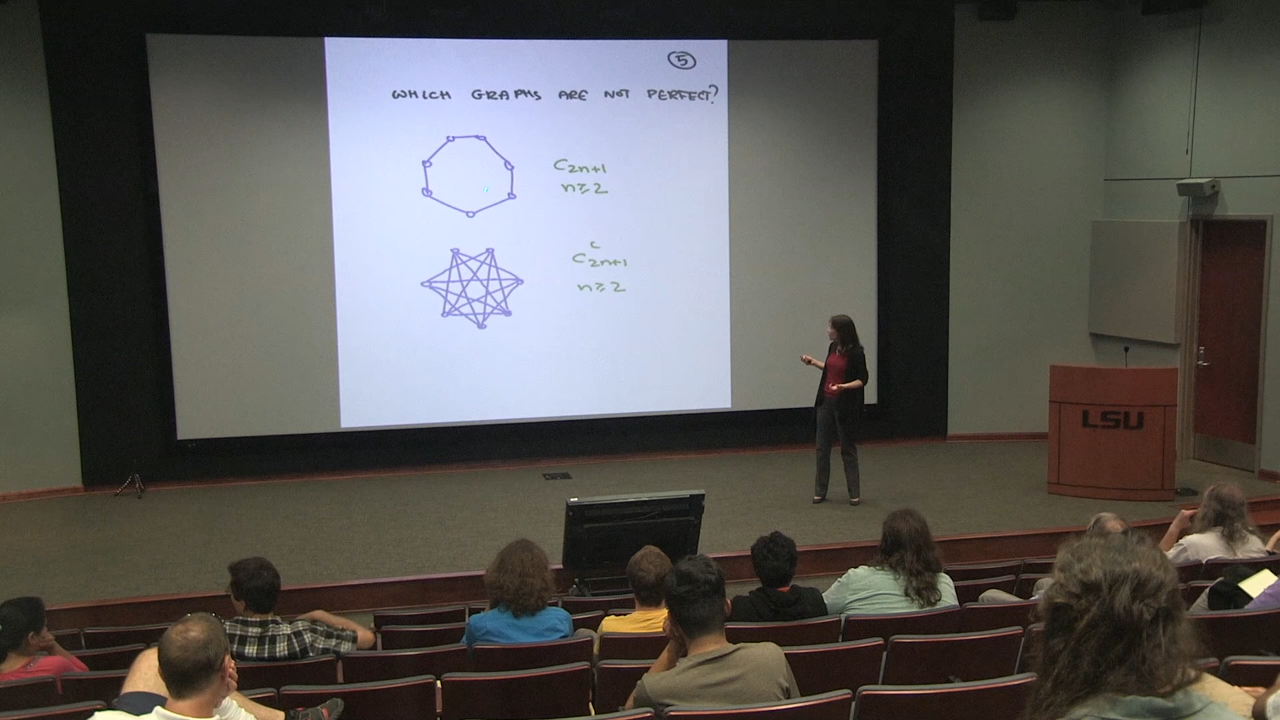 5
WHICH GRAPHS ARE NOT PERFECT?
C2n+1
n≥2
C^c2n+1
n≥2
LSU